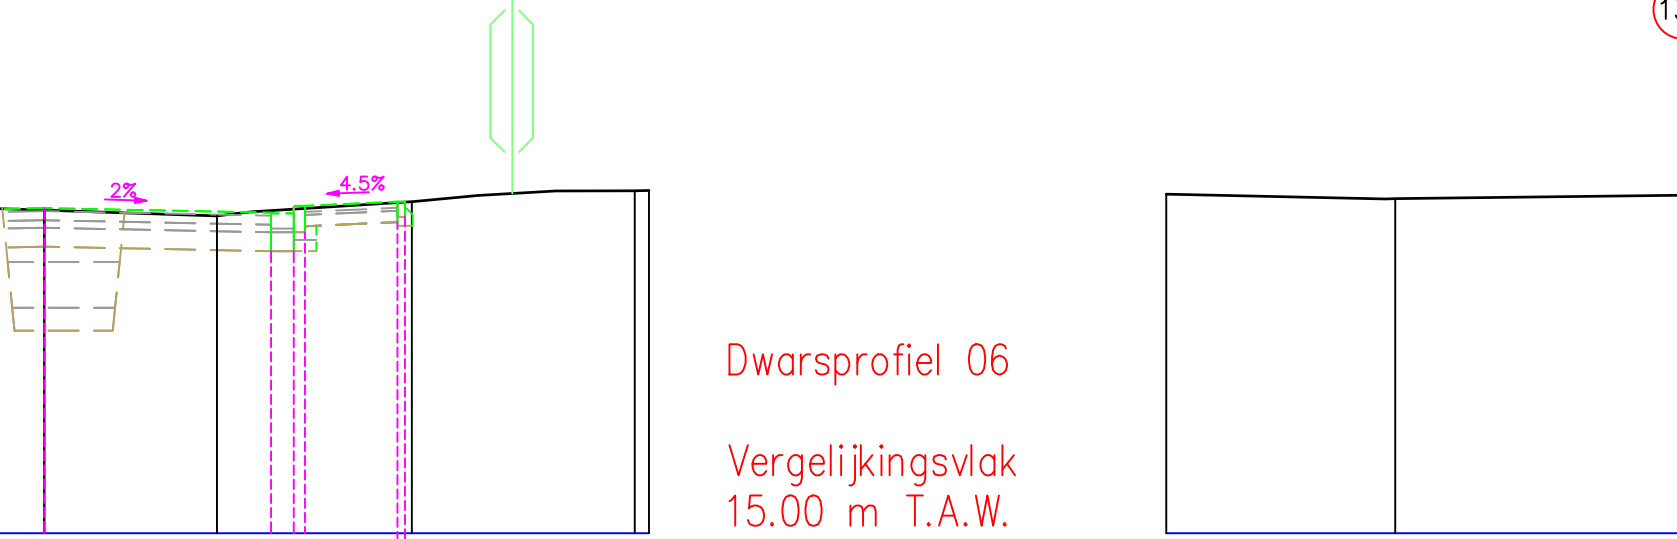 2%
4.5%
Dwarsprofiel 06
Vergelijkingsvlak
15.00 m T.A.W.